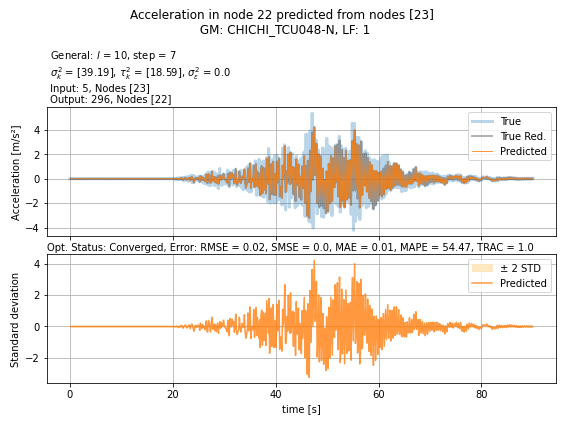 Acceleration in node 22 predicted from nodes [23]
GM: CHICHI_TCU048-N, LF: 1
General: l = 10, step = 7
σ²ₖ = [39.19], τ²ₖ = [18.59], σ²ε = 0.0
Input: 5, Nodes [23]
Output: 296, Nodes [22]
Acceleration [m/s²]
4
2
0
−2
−4
True
True Red.
Predicted
Opt. Status: Converged, Error: RMSE = 0.02, SMSE = 0.0, MAE = 0.01, MAPE = 54.47, TRAC = 1.0
Standard deviation
4
2
0
−2
± 2 STD
Predicted
0 20 40 60 80
time [s]